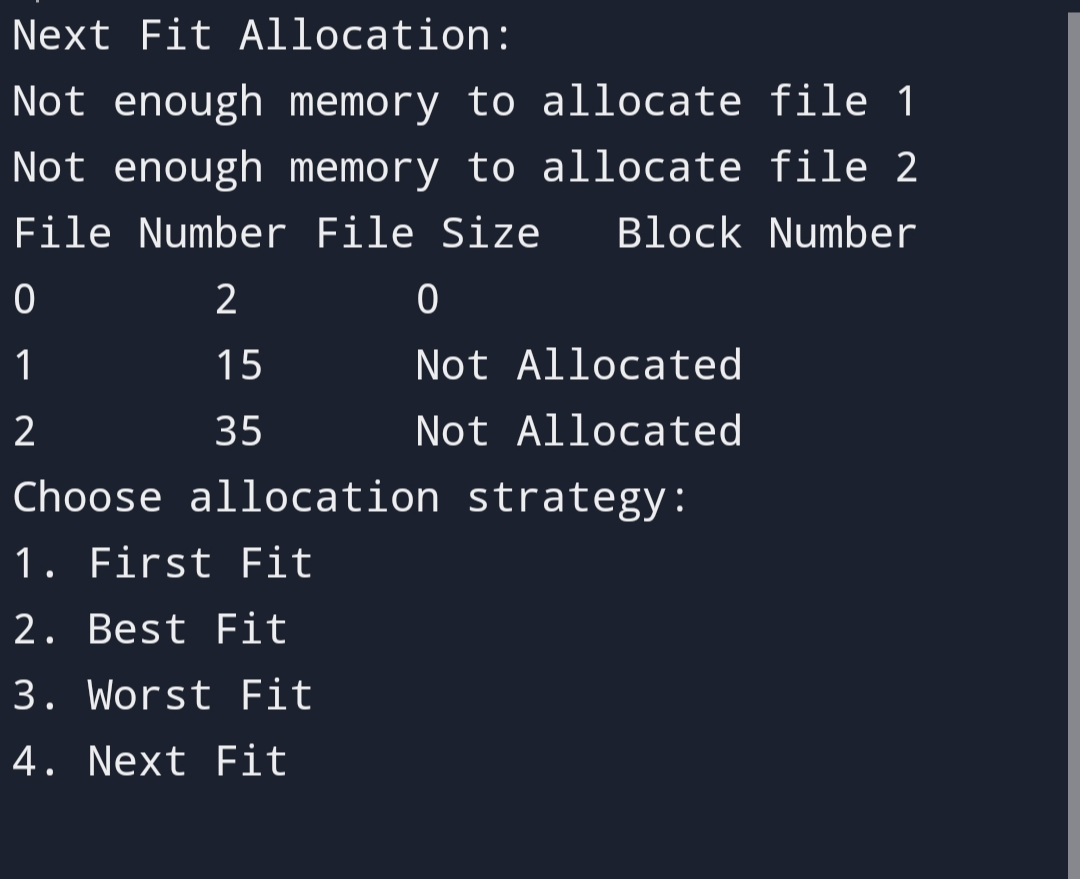 Next Fit Allocation:
Not enough memory to allocate file 1
Not enough memory to allocate file 2
File Number File Size   Block Number
0       2       0
1       15      Not Allocated
2       35      Not Allocated
Choose allocation strategy:
1. First Fit
2. Best Fit
3. Worst Fit
4. Next Fit